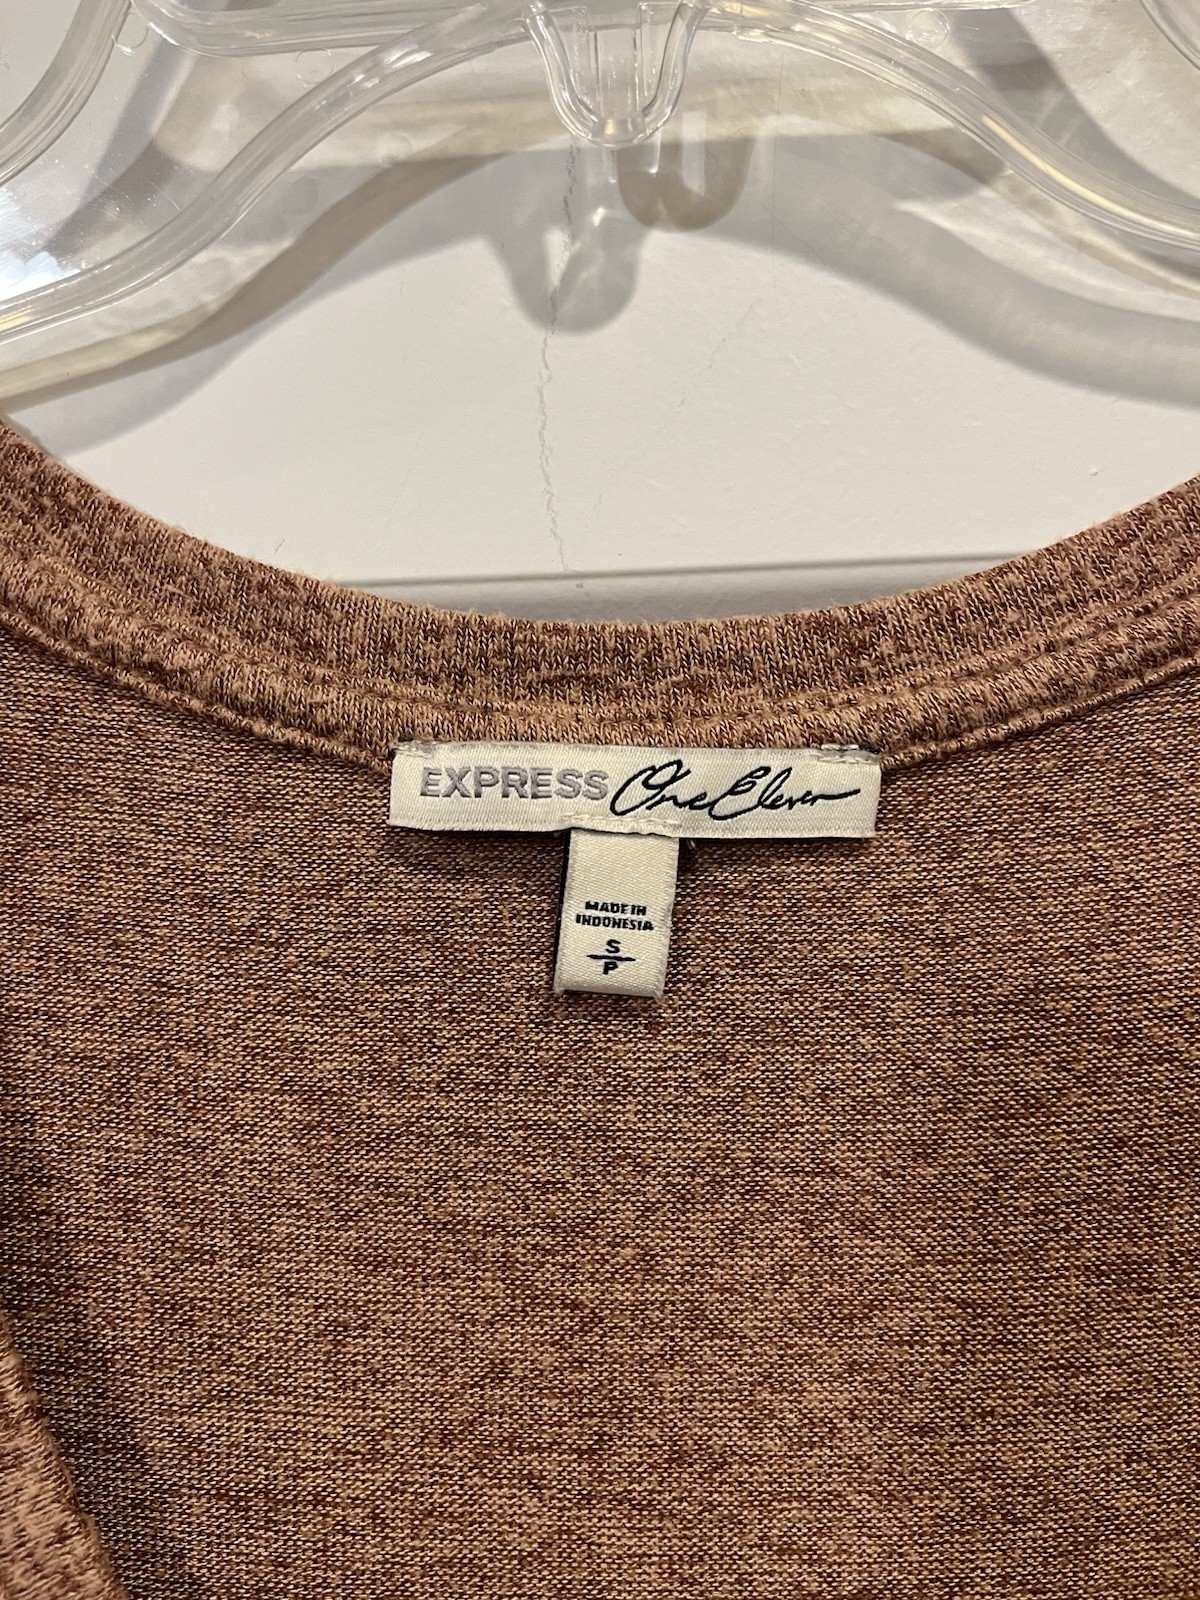 EXPRESS One Eleven
MADE IN
INDONESIA
S
P